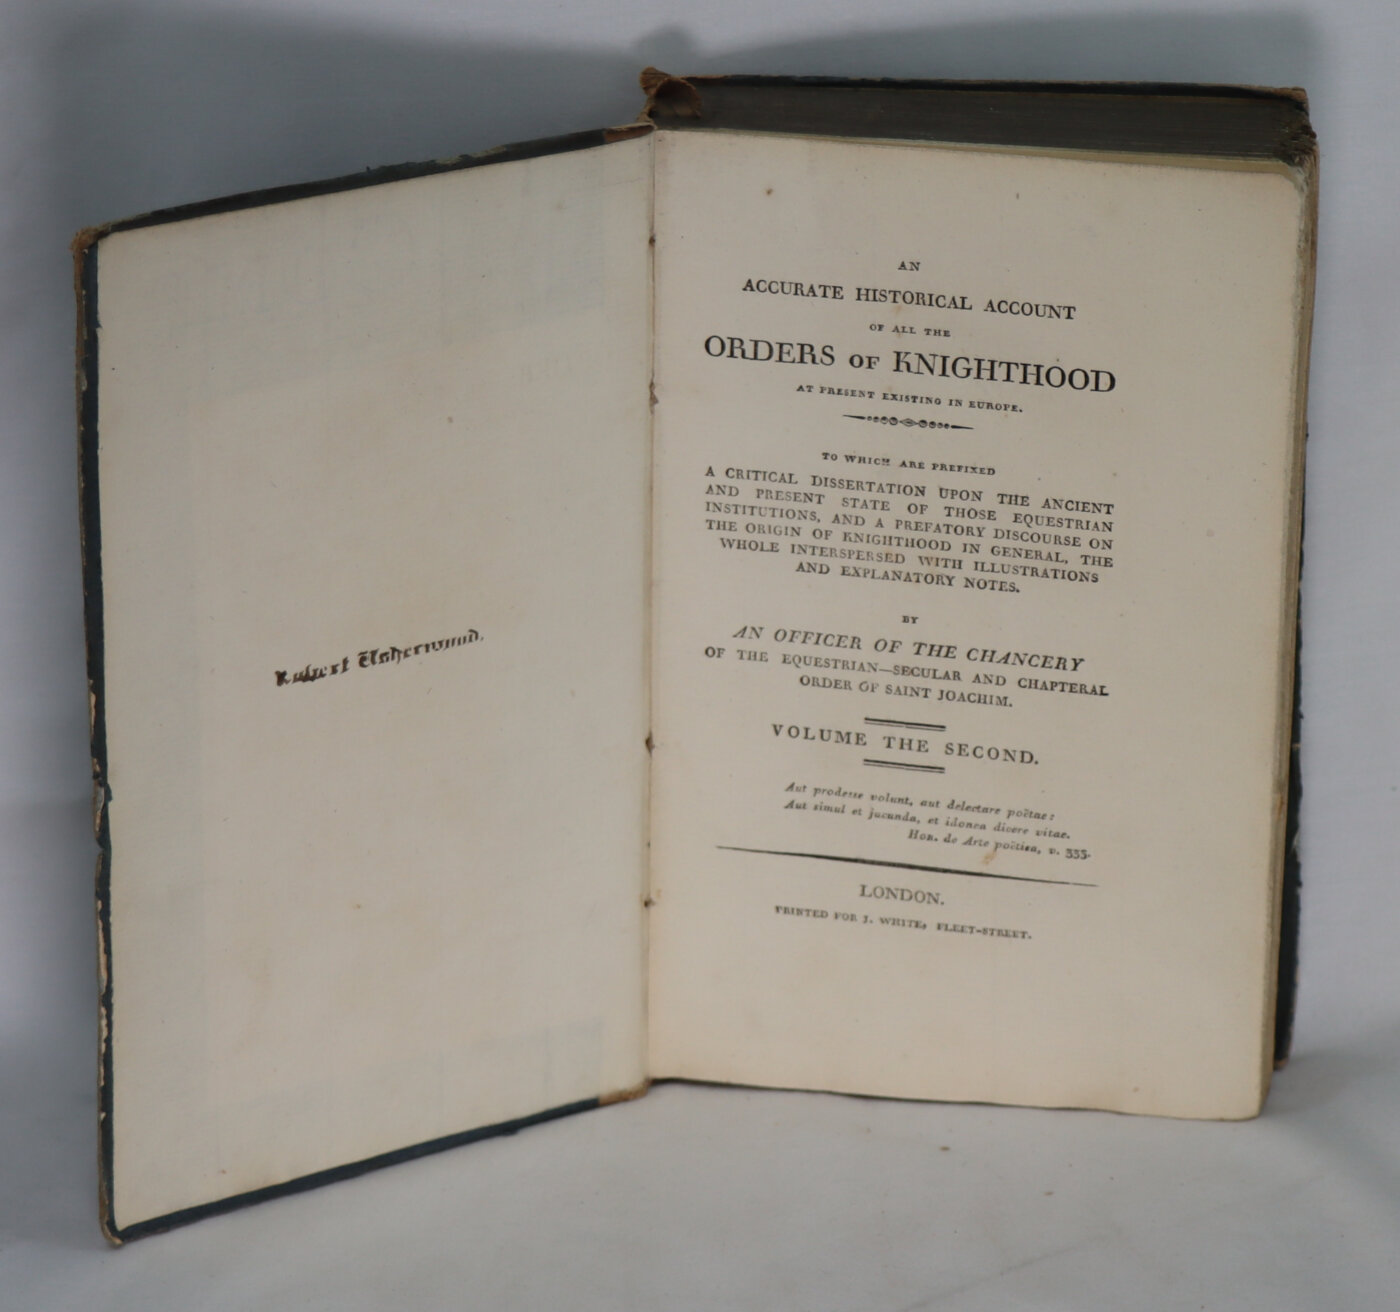 Robert Usherwood.
AN
ACCURATE HISTORICAL ACCOUNT
OF ALL THE
ORDERS OF KNIGHTHOOD
AT PRESENT EXISTING IN EUROPE.
TO WHICH ARE PREFIXED
A CRITICAL DISSERTATION UPON THE ANCIENT
AND PRESENT STATE OF THOSE EQUESTRIAN
INSTITUTIONS, AND A PREFATORY DISCOURSE ON
THE ORIGIN OF KNIGHTHOOD IN GENERAL, THE
WHOLE INTERSPERSED WITH ILLUSTRATIONS
AND EXPLANATORY NOTES.
BY
AN OFFICER OF THE CHANCERY
OF THE EQUESTRIAN—SECULAR AND CHAPTERAL
ORDER OF SAINT JOACHIM.
VOLUME THE SECOND.
Aut prodesse volunt, aut delectare poëtae:
Aut simul et jucunda, et idonea dicere vitae.
Hor. de Arte poëtica, v. 333.
LONDON.
PRINTED FOR J. WHITE, FLEET-STREET.